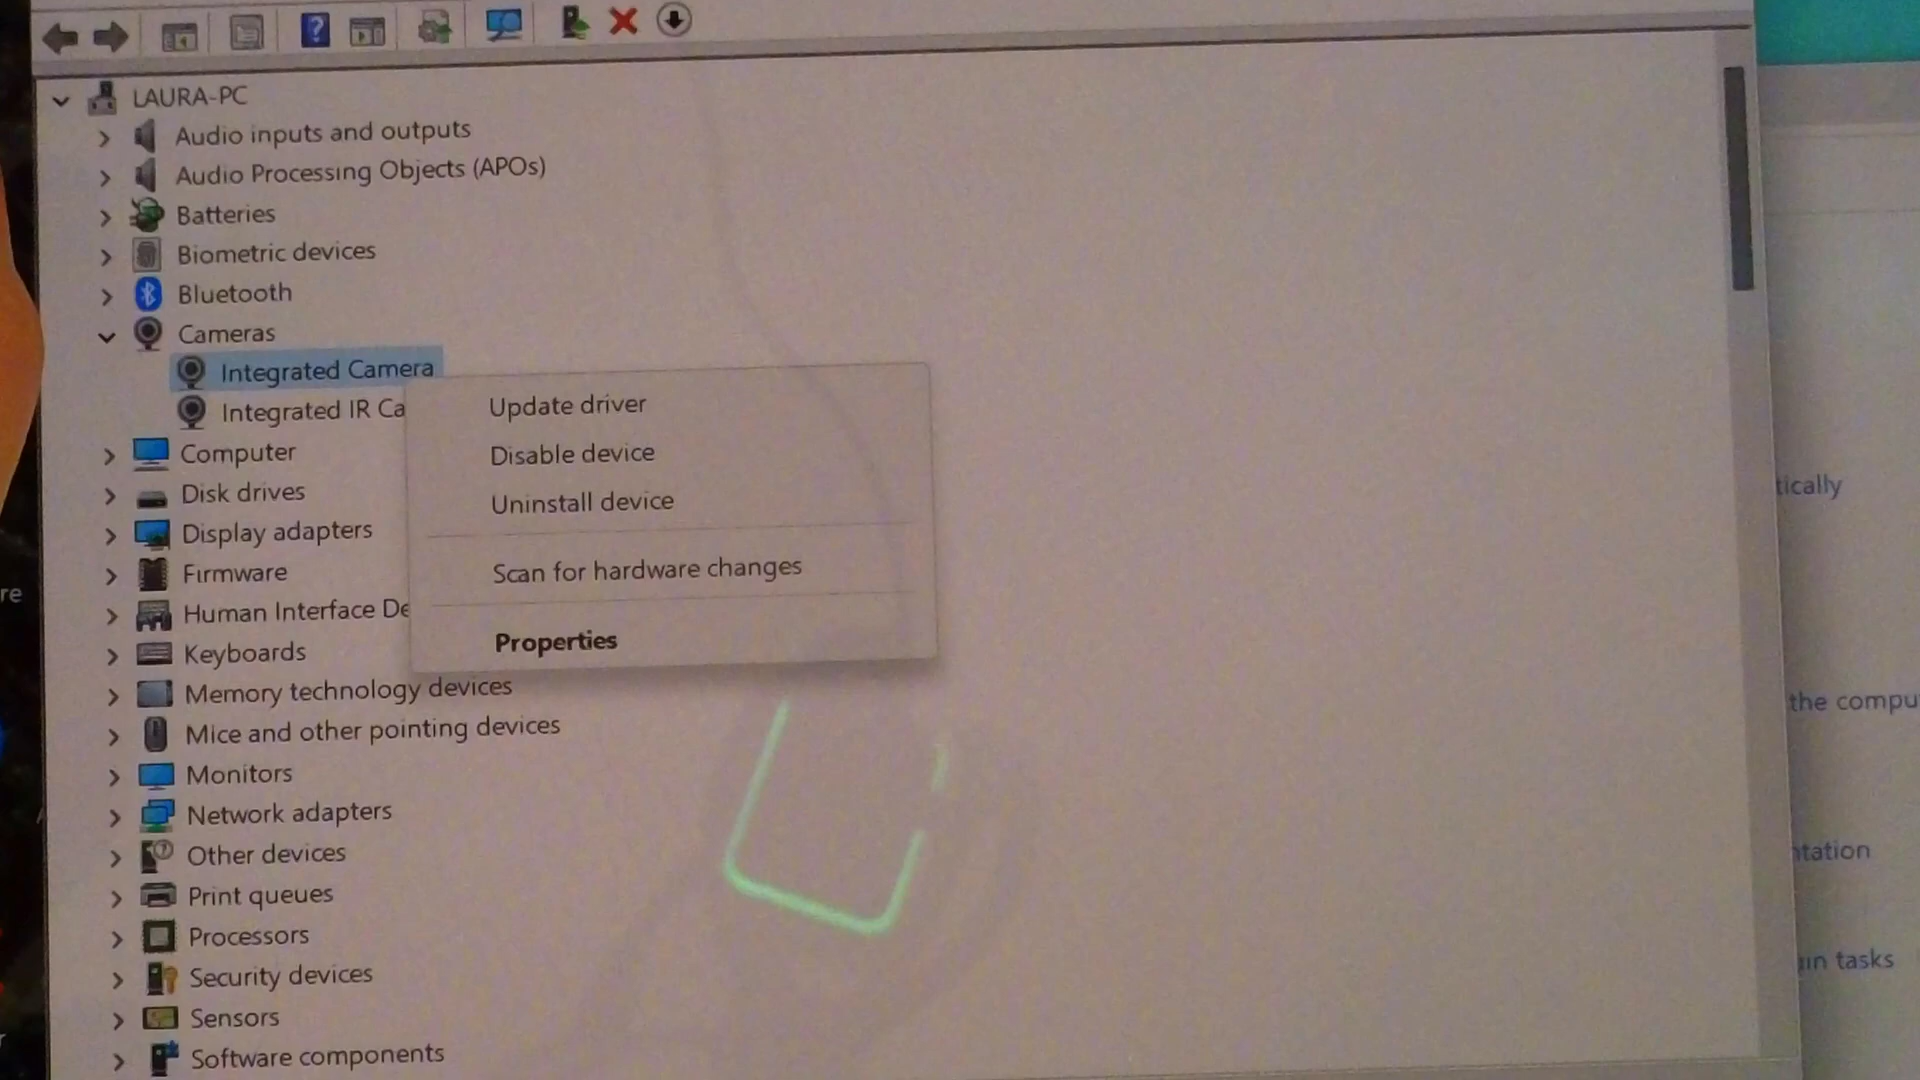 LAURA-PC
Audio inputs and outputs
Audio Processing Objects (APOs)
Batteries
Biometric devices
Bluetooth
Cameras
Integrated Camera
Integrated IR Ca
Computer
Disk drives
Display adapters
Firmware
Human Interface De
Keyboards
Memory technology devices
Mice and other pointing devices
Monitors
Network adapters
Other devices
Print queues
Processors
Security devices
Sensors
Software components
Update driver
Disable device
Uninstall device
Scan for hardware changes
Properties
tically
the compu
ntation
in tasks
re